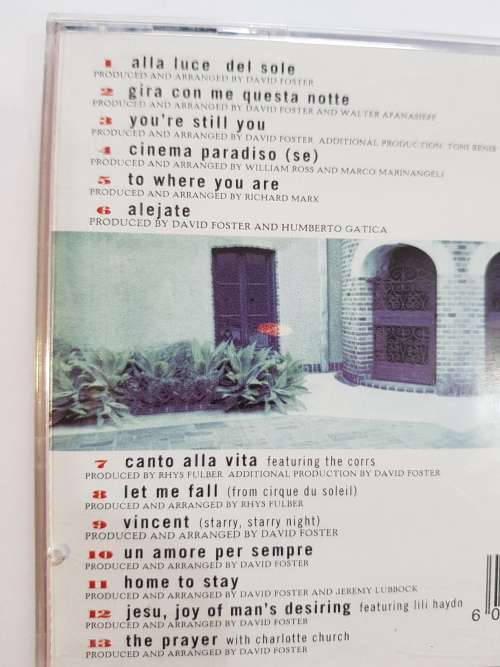 1 alla luce del sole
PRODUCED AND ARRANGED BY DAVID FOSTER
2 gira con me questa notte
PRODUCED AND ARRANGED BY DAVID FOSTER AND WALTER AFANASIEFF
3 you're still you
PRODUCED AND ARRANGED BY DAVID FOSTER ADDITIONAL PRODUCTION: TONY RENIS
4 cinema paradiso (se)
PRODUCED AND ARRANGED BY WILLIAM ROSS AND MARCO MARINANGELI
5 to where you are
PRODUCED AND ARRANGED BY RICHARD MARX
6 alejate
PRODUCED BY DAVID FOSTER AND HUMBERTO GATICA
7 canto alla vita featuring the corrs
PRODUCED BY RHYS FULBER ADDITIONAL PRODUCTION BY DAVID FOSTER
8 let me fall (from cirque du soleil)
PRODUCED AND ARRANGED BY RHYS FULBER
9 vincent (starry, starry night)
PRODUCED AND ARRANGED BY DAVID FOSTER
10 un amore per sempre
PRODUCED AND ARRANGED BY DAVID FOSTER
11 home to stay
PRODUCED AND ARRANGED BY DAVID FOSTER AND JEREMY LUBBOCK
12 jesu, joy of man's desiring featuring lili haydn
PRODUCED AND ARRANGED BY DAVID FOSTER
13 the prayer with charlotte church
PRODUCED AND ARRANGED BY DAVID FOSTER
6 0